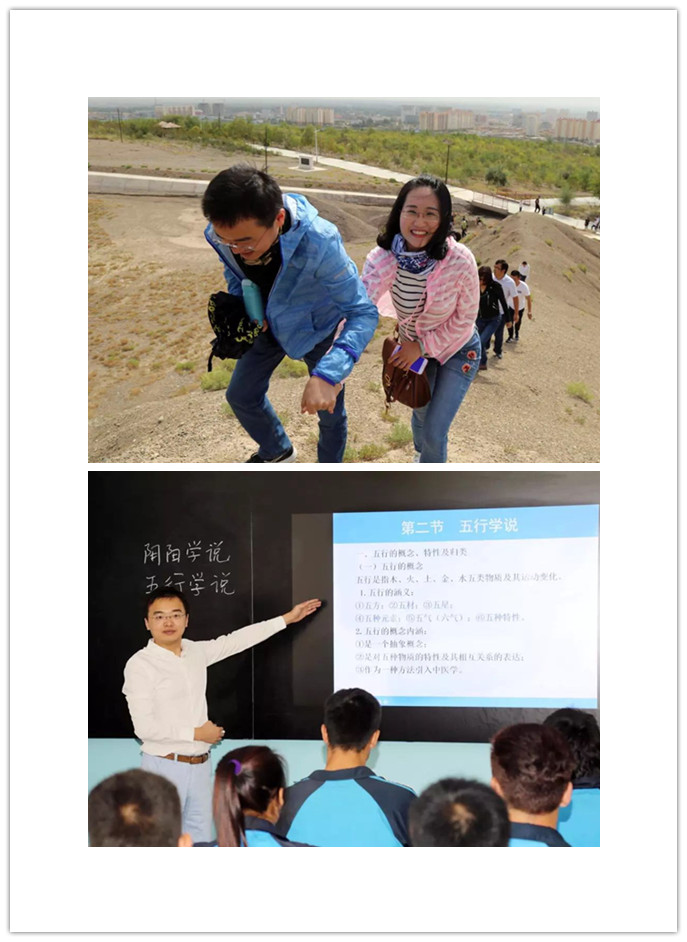 阴阳学说
五行学说
第二节 五行学说
一、五行的概念、特性及归类
（一）五行的概念
五行是指木、火、土、金、水五类物质及其运动变化。
1.五行的涵义：
①五方；②五材；③五星；
④五种元素；⑤五气（六气）；⑥五种特性。
2.五行的概念内涵：
①是一个抽象概念；
②是对五种物质的特性及其相互关系的表达；
③作为一种方法引入中医学。